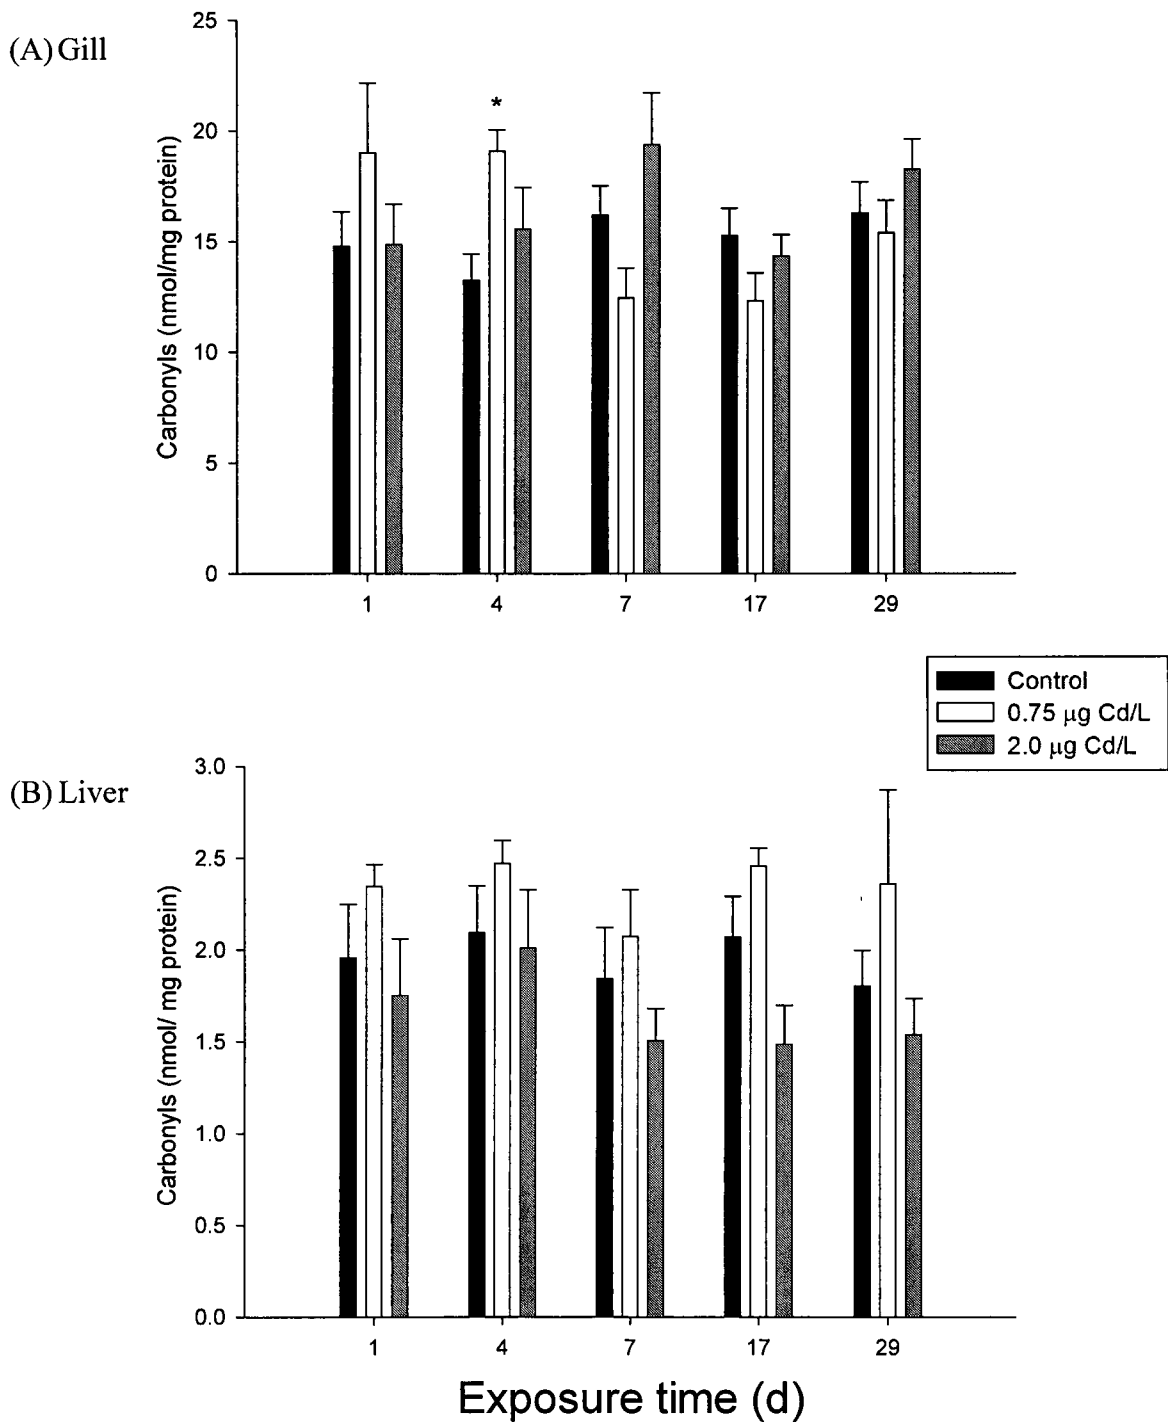 (A) Gill
25
20
15
10
5
0
Carbonyls (nmol/mg protein)
*
1 4 7 17 29
Control
0.75 µg Cd/L
2.0 µg Cd/L
(B) Liver
3.0
2.5
2.0
1.5
1.0
0.5
0.0
Carbonyls (nmol/ mg protein)
1 4 7 17 29
Exposure time (d)